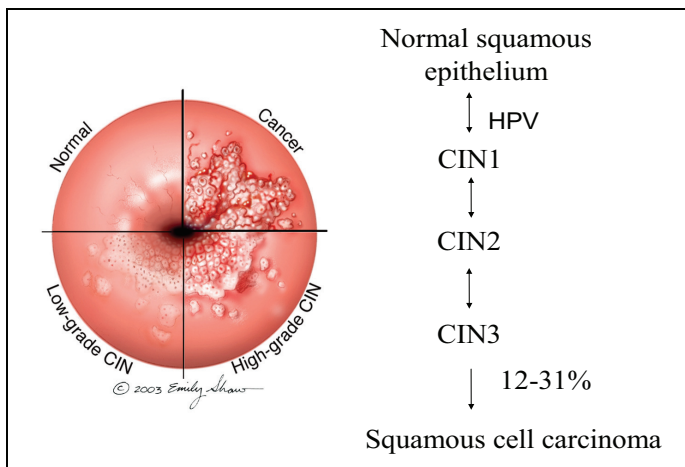 Normal
Cancer
Low-grade CIN
High-grade CIN
© 2003 Emily Shaw
Normal squamous
epithelium
HPV
CIN1
CIN2
CIN3
12-31%
Squamous cell carcinoma